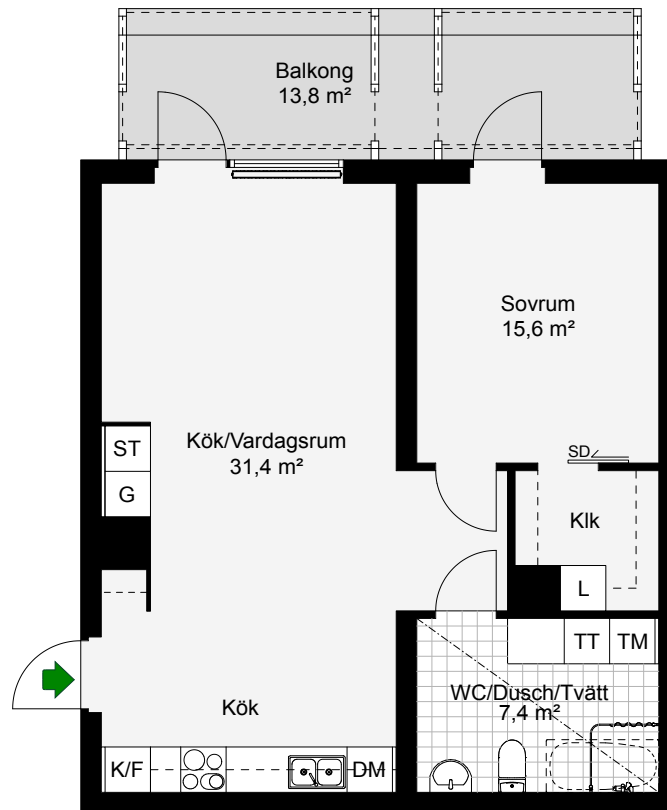 Balkong
13,8 m²
Sovrum
15,6 m²
Kök/Vardagsrum
31,4 m²
ST
G
SD
Klk
L
TT
TM
WC/Dusch/Tvätt
7,4 m²
Kök
K/F
DM